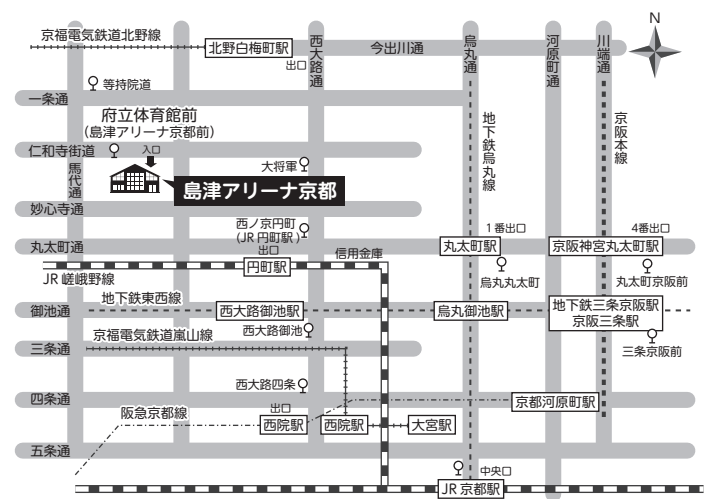 N
京福電気鉄道北野線
北野白梅町駅
出口
西大路通
今出川通
烏丸通
河原町通
川端通
等持院道
一条通
府立体育館前
(島津アリーナ京都前)
仁和寺街道
入口
馬代通
大将軍
島津アリーナ京都
地下鉄烏丸線
京阪本線
妙心寺通
西ノ京円町
(JR円町駅)
出口
丸太町通
信用金庫
円町駅
1番出口
丸太町駅
烏丸丸太町
4番出口
京阪神宮丸太町駅
丸太町京阪前
JR嵯峨野線
地下鉄東西線
御池通
西大路御池駅
西大路御池
烏丸御池駅
地下鉄三条京阪駅
京阪三条駅
三条京阪前
京福電気鉄道嵐山線
三条通
西大路四条
四条通
阪急京都線
出口
西院駅
西院駅
大宮駅
京都河原町駅
五条通
中央口
JR京都駅